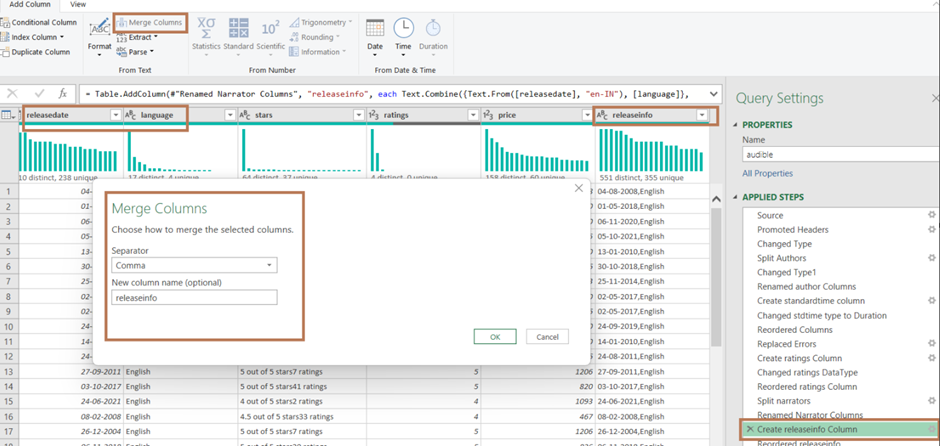 Add Column View
Conditional Column
Index Column
Duplicate Column
Format
Merge Columns
Extract
Parse
From Text
Statistics Standard Scientific
Trigonometry
Rounding
Information
From Number
Date Time Duration
From Date & Time
fx = Table.AddColumn(#"Renamed Narrator Columns", "releaseinfo", each Text.Combine({Text.From([releasedate], "en-IN"), [language]},
releasedate language stars ratings price releaseinfo
10 distinct, 238 unique 17 distinct, 4 unique 64 distinct, 37 unique 4 distinct, 0 unique 158 distinct, 60 unique 551 distinct, 355 unique
1 04- 04-08-2008,English
2 01- 01-05-2018,English
3 06- 06-11-2020,English
4 05- 05-10-2021,English
5 13- 13-01-2010,English
6 30- 30-10-2018,English
7 25- 25-11-2014,English
8 02- 02-05-2017,English
9 02- 02-05-2017,English
10 24- 24-09-2019,English
11 14- 14-01-2010,English
12 24- 24-08-2011,English
13 27-09-2011 English 5 out of 5 stars7 ratings 5 1206 27-09-2011,English
14 03-10-2017 English 5 out of 5 stars41 ratings 5 820 03-10-2017,English
15 24-06-2021 English 4 out of 5 stars2 ratings 4 1093 24-06-2021,English
16 08-02-2008 English 4.5 out of 5 stars33 ratings 4 467 08-02-2008,English
17 26-12-2004 English 5 out of 5 stars7 ratings 5 1206 26-12-2004,English
Merge Columns
Choose how to merge the selected columns.
Separator
Comma
New column name (optional)
releaseinfo
OK Cancel
Query Settings
PROPERTIES
Name
audible
All Properties
APPLIED STEPS
Source
Promoted Headers
Changed Type
Split Authors
Changed Type1
Renamed author Columns
Create standardtime column
Changed stdtime type to Duration
Reordered Columns
Replaced Errors
Create ratings Column
Changed ratings DataType
Reordered ratings Column
Split narrators
Renamed Narrator Columns
Create releaseinfo Column
Reordered releaseinfo